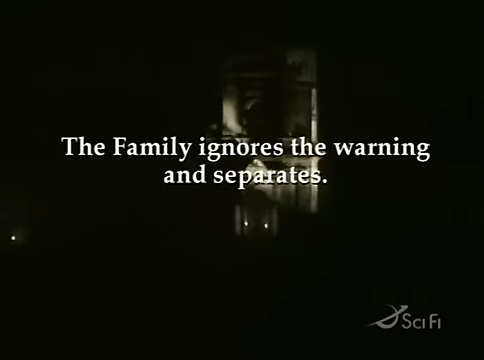 The Family ignores the warning
and separates.
SCI FI